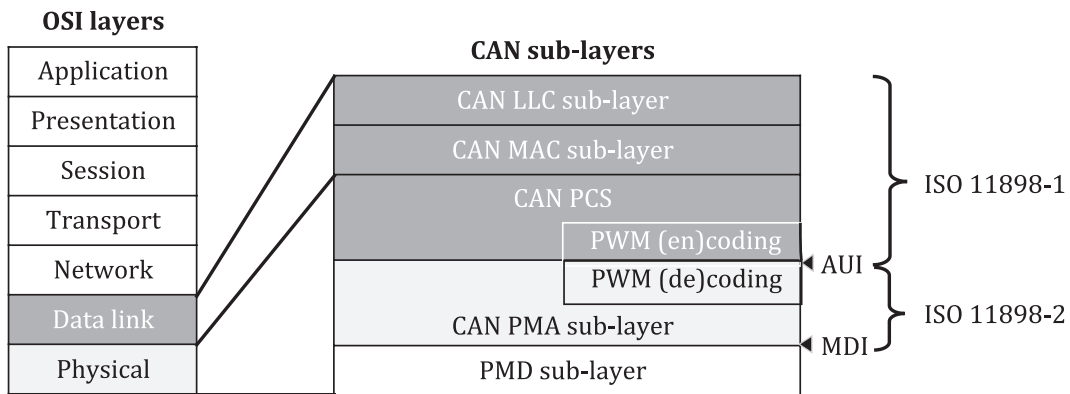 OSI layers
Application
Presentation
Session
Transport
Network
Data link
Physical
CAN sub-layers
CAN LLC sub-layer
CAN MAC sub-layer
CAN PCS
PWM (en)coding
PWM (de)coding
CAN PMA sub-layer
PMD sub-layer
AUI
MDI
ISO 11898-1
ISO 11898-2